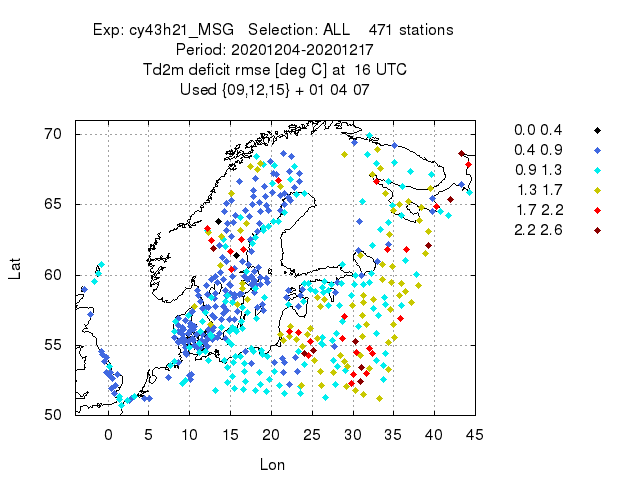 Exp: cy43h21_MSG   Selection: ALL    471 stations
Period: 20201204-20201217
Td2m deficit rmse [deg C] at  16 UTC
Used {09,12,15} + 01 04 07
0.0 0.4
0.4 0.9
0.9 1.3
1.3 1.7
1.7 2.2
2.2 2.6
70
65
60
55
50
Lat
0 5 10 15 20 25 30 35 40 45
Lon